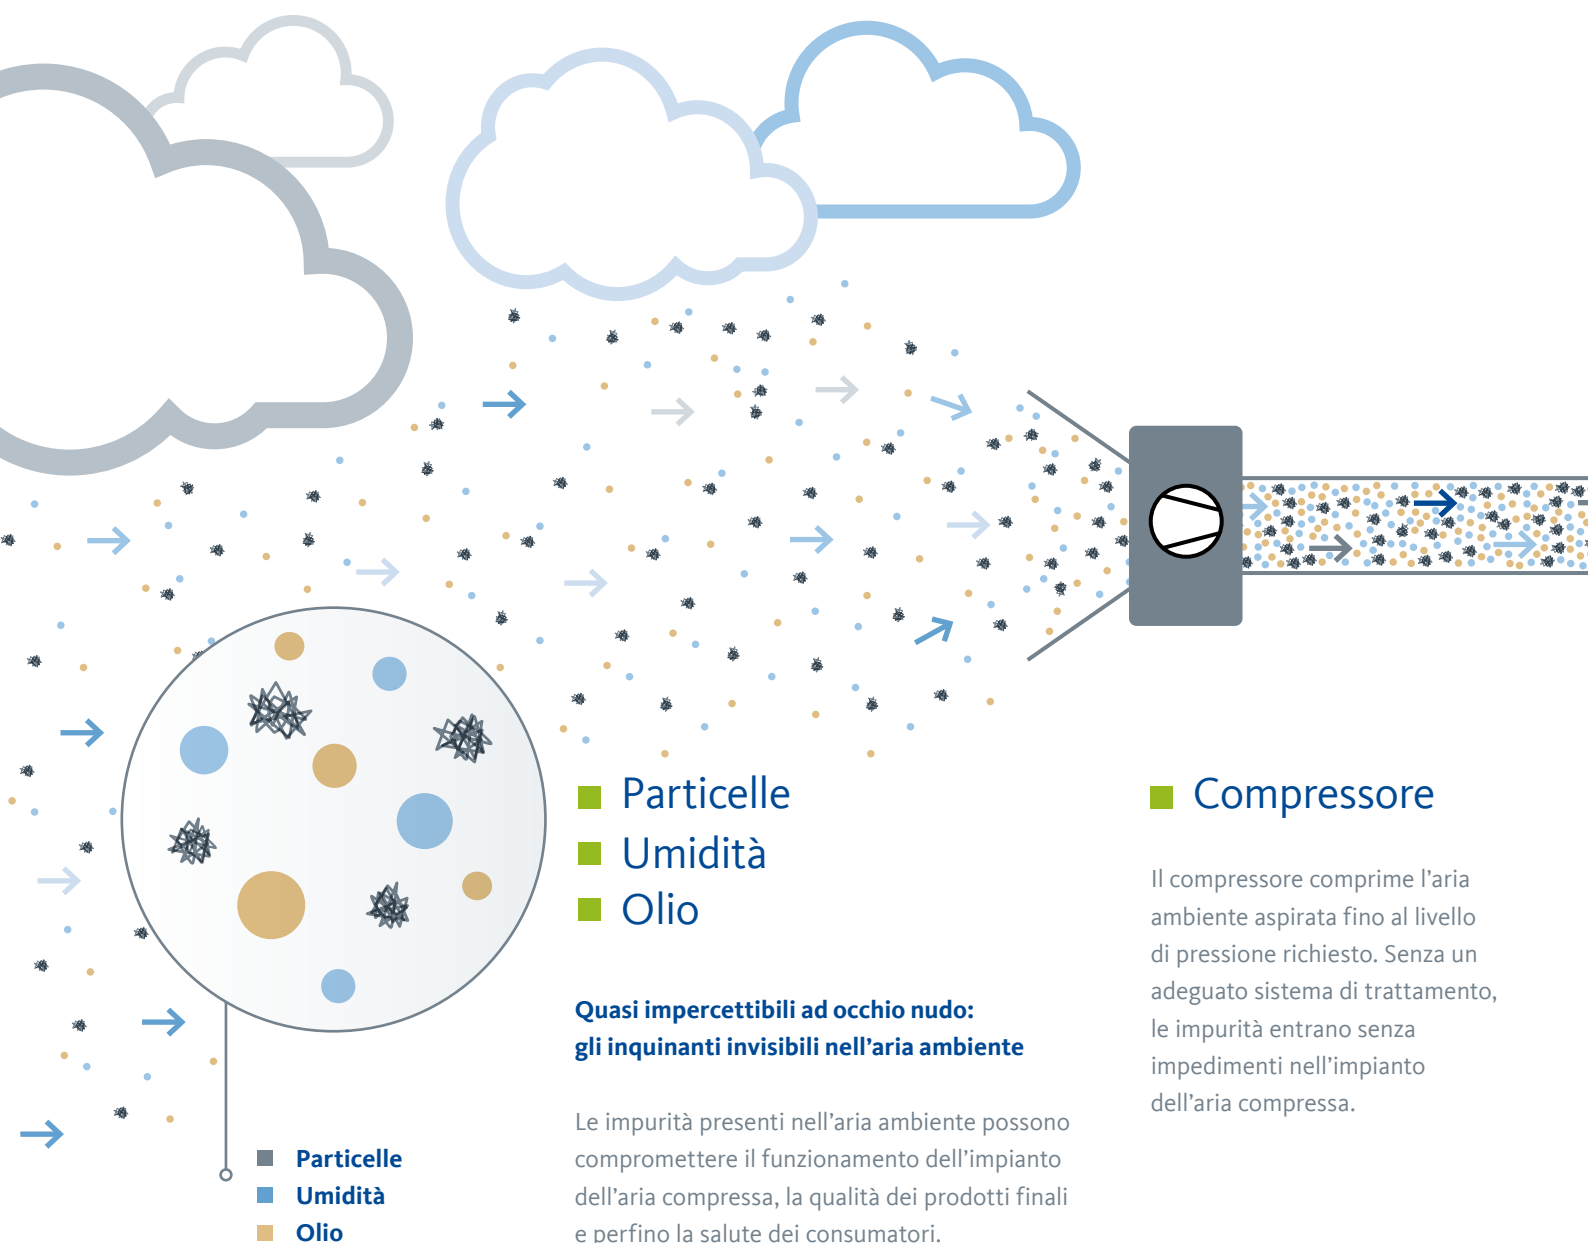 Particelle
Umidità
Olio
Quasi impercettibili ad occhio nudo:
gli inquinanti invisibili nell'aria ambiente
Le impurità presenti nell'aria ambiente possono
compromettere il funzionamento dell'impianto
dell'aria compressa, la qualità dei prodotti finali
e perfino la salute dei consumatori.
Compressore
Il compressore comprime l'aria
ambiente aspirata fino al livello
di pressione richiesto. Senza un
adeguato sistema di trattamento,
le impurità entrano senza
impedimenti nell'impianto
dell'aria compressa.
Particelle
Umidità
Olio